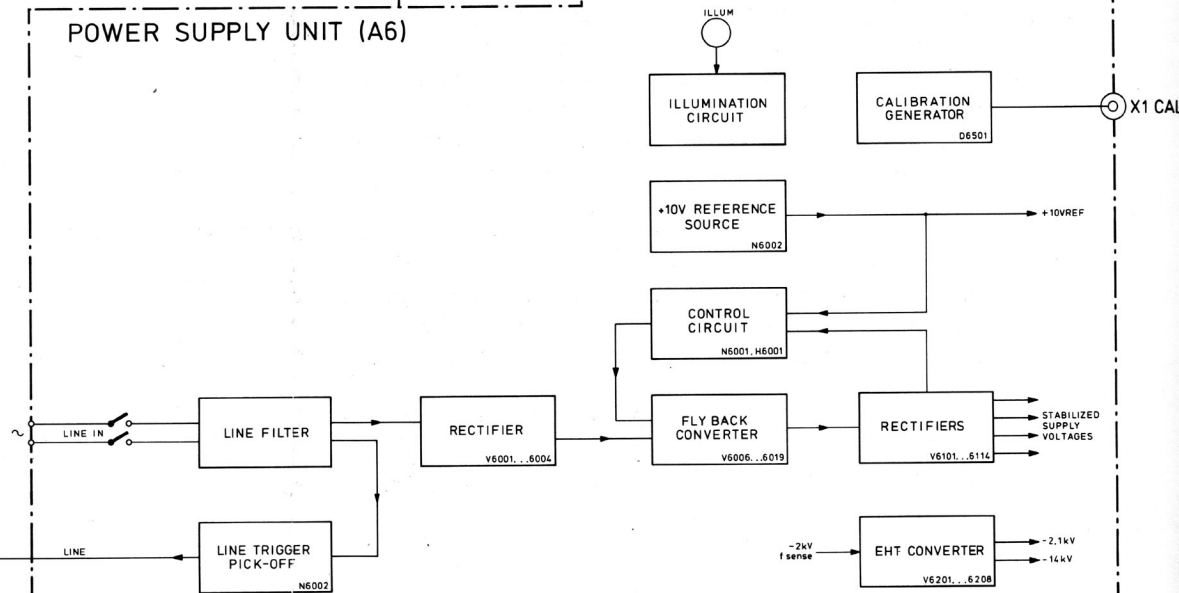 POWER SUPPLY UNIT (A6)
ILLUM
ILLUMINATION
CIRCUIT
CALIBRATION
GENERATOR
D6501
X1 CAL
+10V REFERENCE
SOURCE
N6002
+10VREF
CONTROL
CIRCUIT
N6001, H6001
~
LINE IN
LINE FILTER
RECTIFIER
V6001...6004
FLY BACK
CONVERTER
V6006...6019
RECTIFIERS
V6101...6114
STABILIZED
SUPPLY
VOLTAGES
LINE
LINE TRIGGER
PICK-OFF
N6002
-2kV
f sense
EHT CONVERTER
V6201...6208
-2,1kV
-14kV